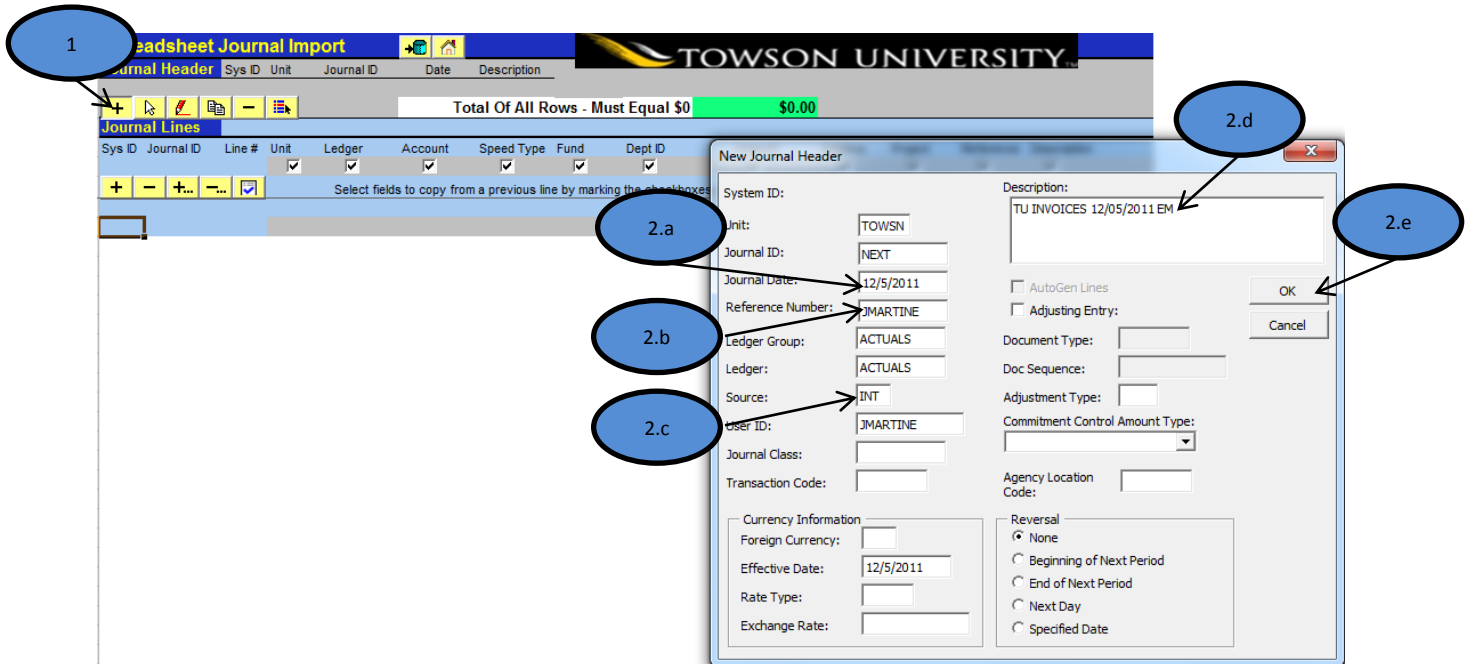 1
eadsheet Journal Import
TOWSON UNIVERSITY
Journal Header Sys ID Unit Journal ID Date Description
Total Of All Rows - Must Equal $0 $0.00
Journal Lines
Sys ID Journal ID Line # Unit Ledger Account Speed Type Fund Dept ID
Select fields to copy from a previous line by marking the checkboxes
New Journal Header
System ID:
Unit: TOWSN
Journal ID: NEXT
Journal Date: 12/5/2011
Reference Number: JMARTINE
Ledger Group: ACTUALS
Ledger: ACTUALS
Source: INT
User ID: JMARTINE
Journal Class:
Transaction Code:
Currency Information
Foreign Currency:
Effective Date: 12/5/2011
Rate Type:
Exchange Rate:
Description:
TU INVOICES 12/05/2011 EM
AutoGen Lines
Adjusting Entry:
Document Type:
Doc Sequence:
Adjustment Type:
Commitment Control Amount Type:
Agency Location
Code:
Reversal
None
Beginning of Next Period
End of Next Period
Next Day
Specified Date
OK
Cancel
2.a
2.b
2.c
2.d
2.e